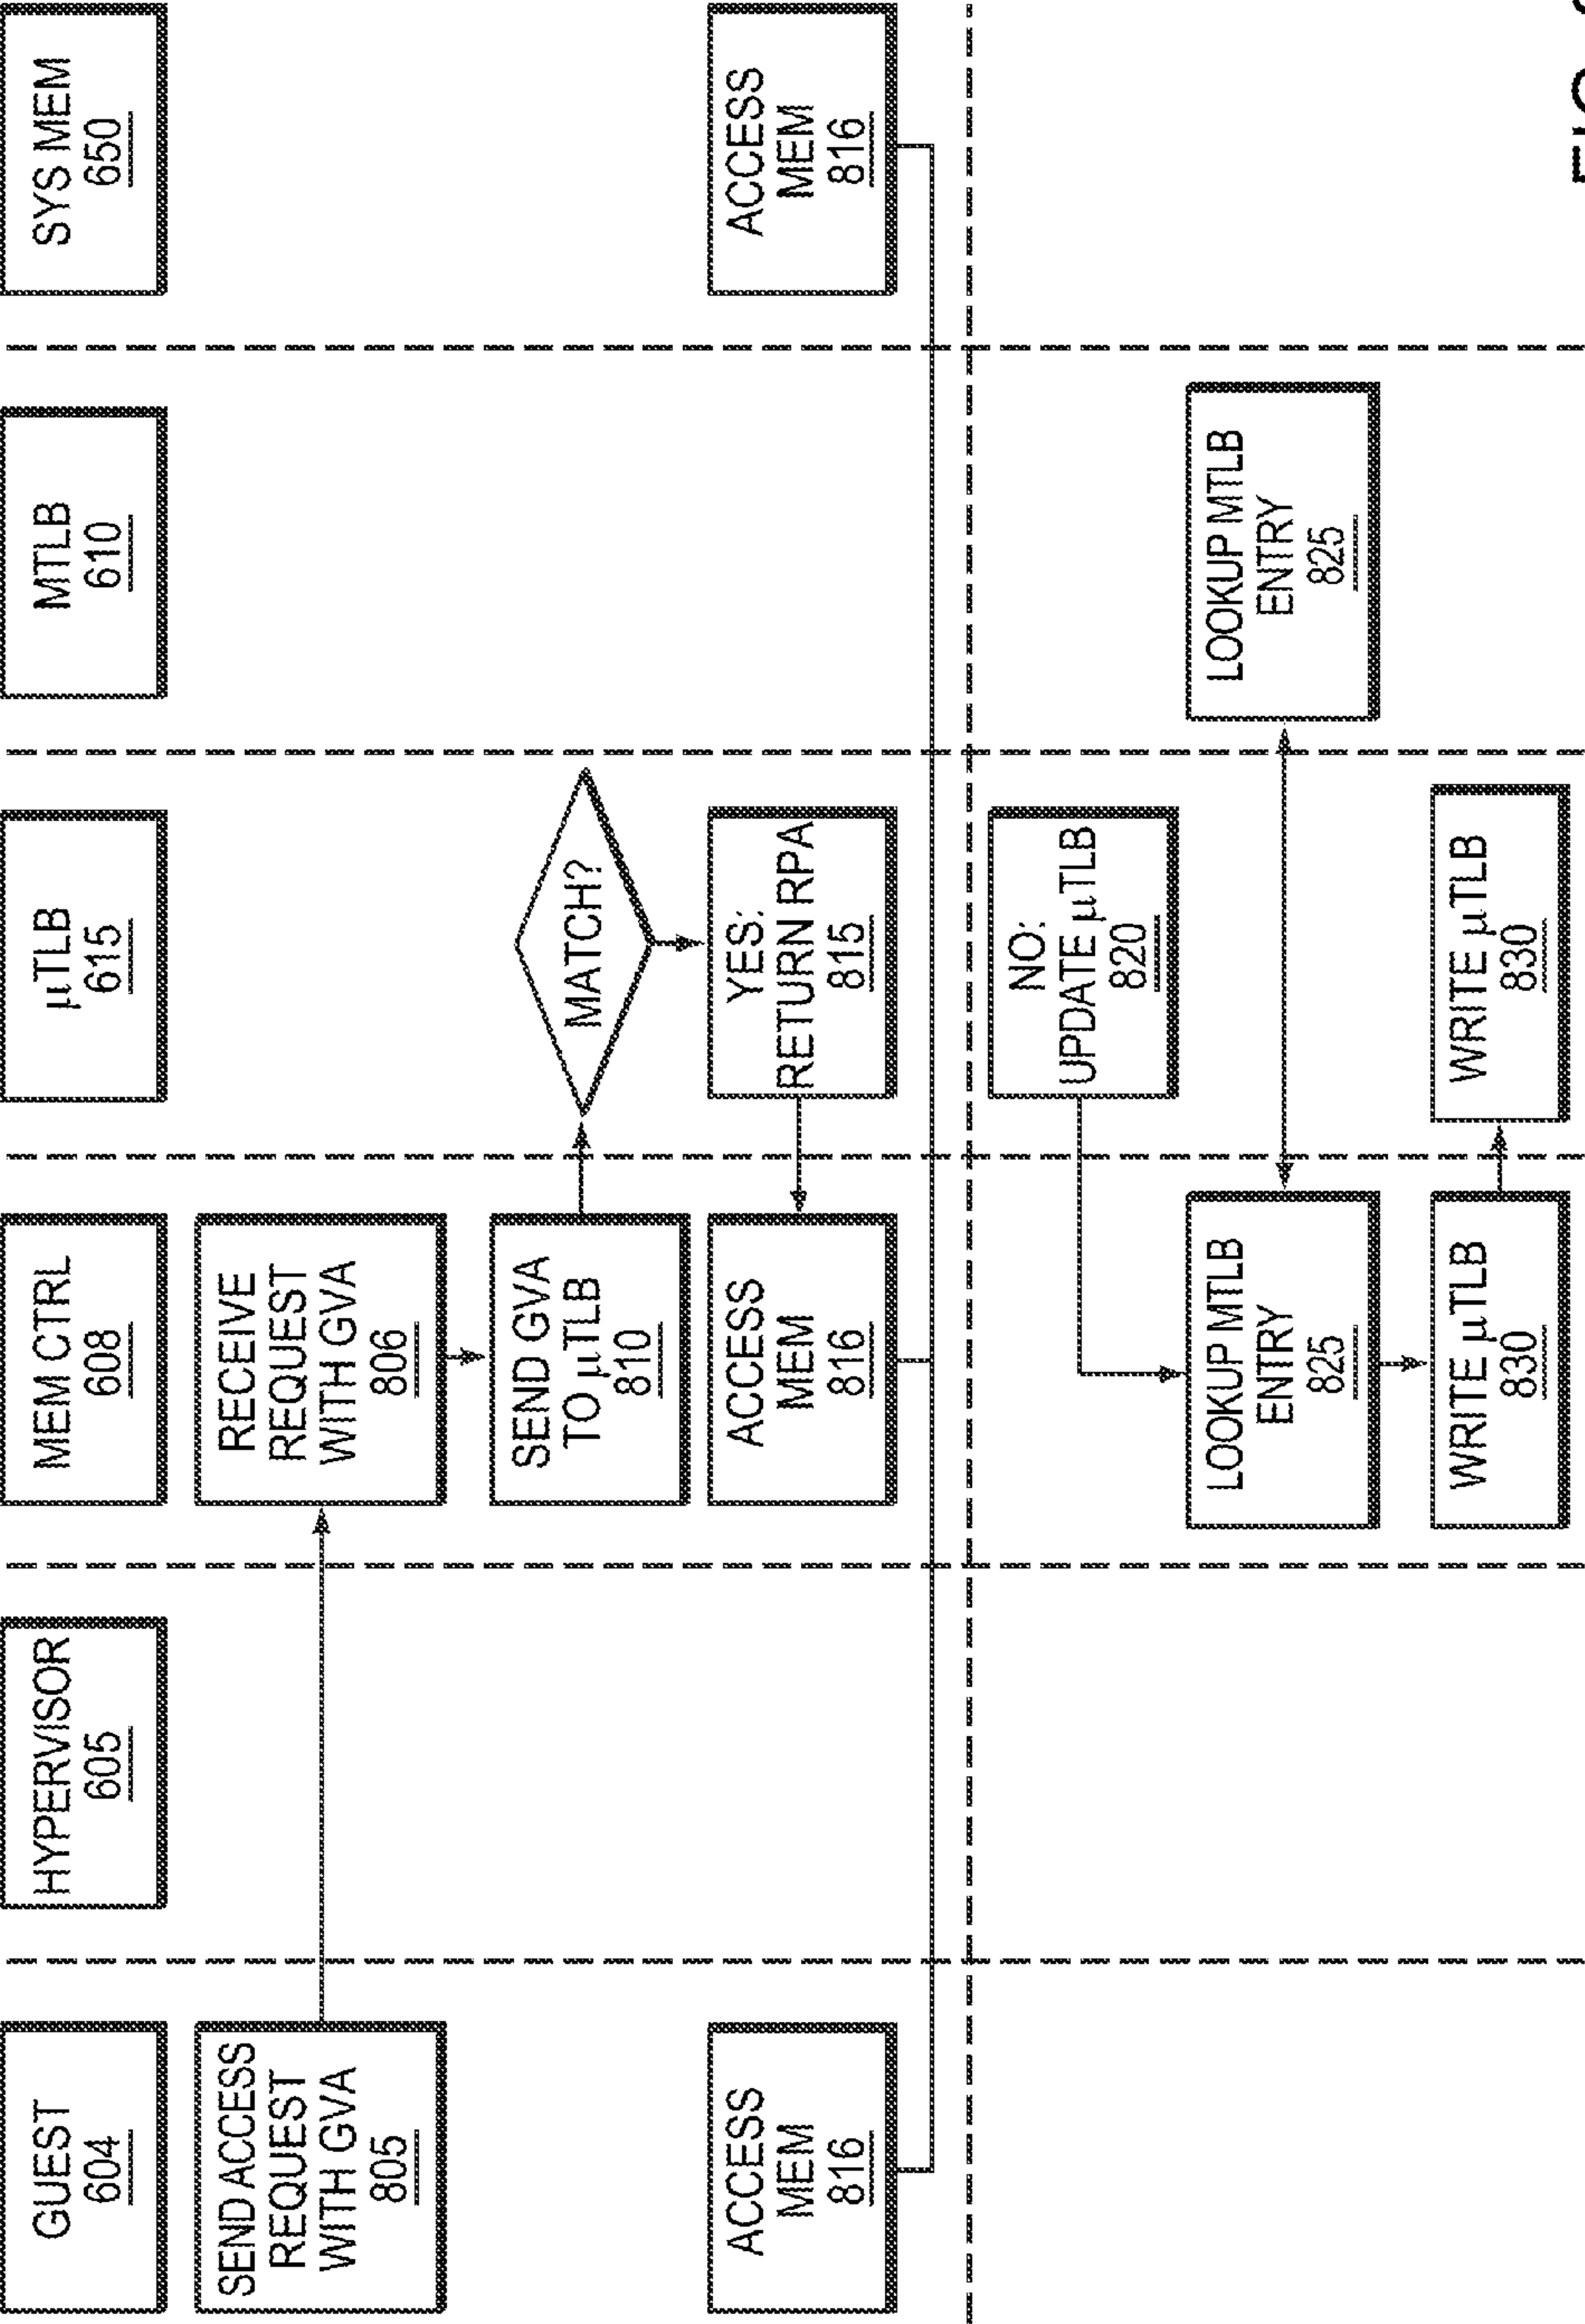 GUEST
604
HYPERVISOR
605
MEM CTRL
608
µTLB
615
MTLB
610
SYS MEM
650
SEND ACCESS
REQUEST
WITH GVA
805
RECEIVE
REQUEST
WITH GVA
806
SEND GVA
TO µTLB
810
MATCH?
ACCESS
MEM
816
ACCESS
MEM
816
YES:
RETURN RPA
815
ACCESS
MEM
816
NO:
UPDATE µTLB
820
LOOKUP MTLB
ENTRY
825
LOOKUP MTLB
ENTRY
825
WRITE µTLB
830
WRITE µTLB
830